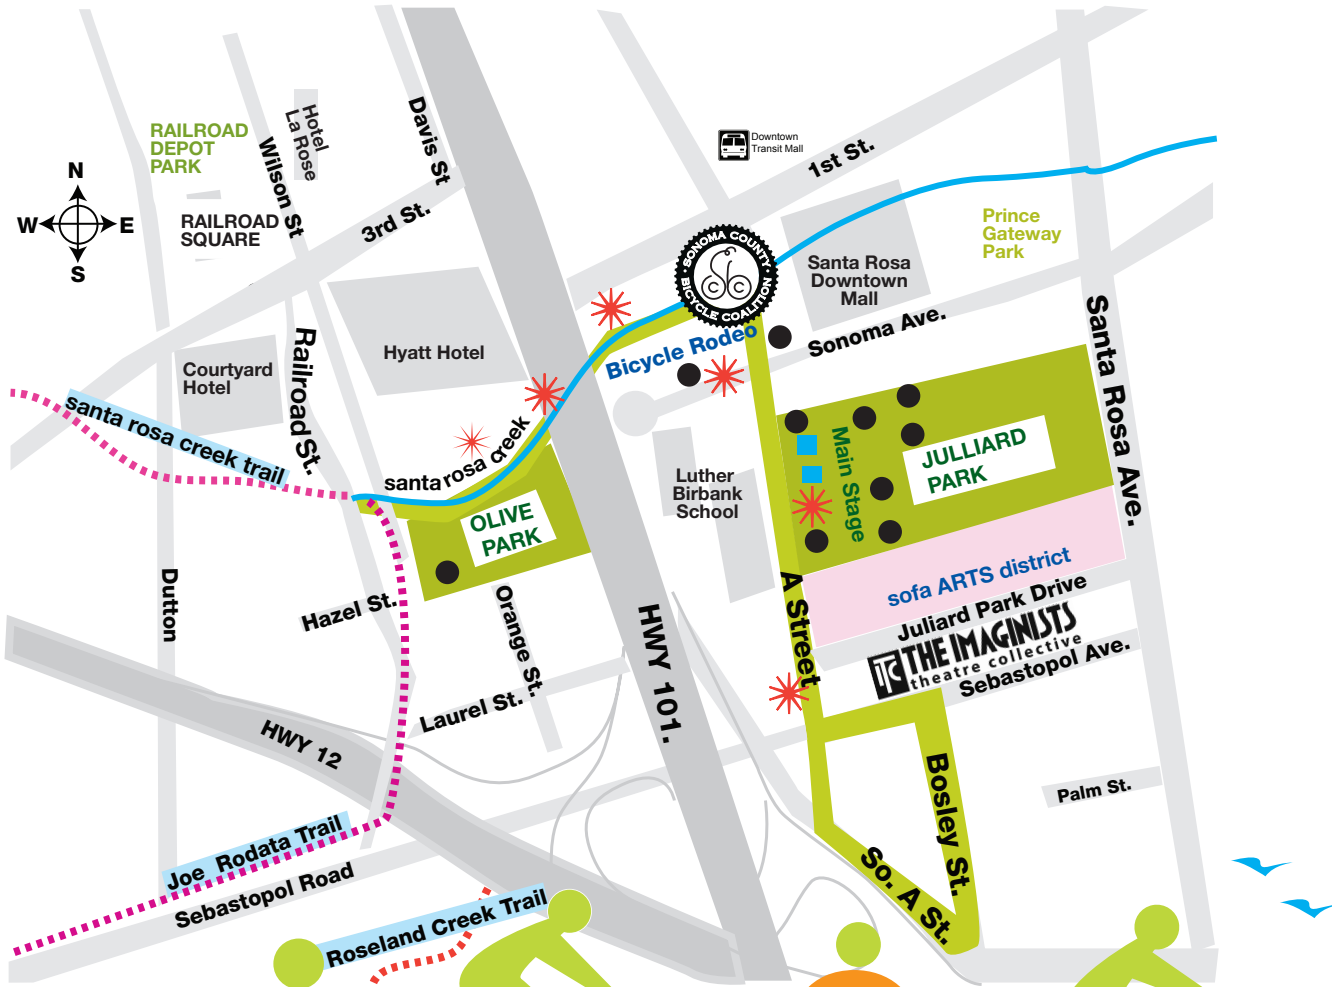 Davis St
Hotel
La Rose
RAILROAD
DEPOT
PARK
Wilson St
Downtown
Transit Mall
1st St.
N
W
E
S
RAILROAD
SQUARE
3rd St.
Prince
Gateway
Park
SONOMA COUNTY
BICYCLE COALITION
Santa Rosa
Downtown
Mall
Sonoma Ave.
Santa Rosa Ave.
Bicycle Rodeo
Railroad St.
Hyatt Hotel
Courtyard
Hotel
santa rosa creek trail
santa rosa creek
Main Stage
JULLIARD
PARK
Luther
Birbank
School
OLIVE
PARK
sofa ARTS district
Juliard Park Drive
A Street
Dutton
Hazel St.
Orange St.
HWY 101.
itc
THE IMAGINISTS
theatre collective
Sebastopol Ave.
Laurel St.
HWY 12
Bosley St.
Palm St.
Joe Rodata Trail
Sebastopol Road
So. A St.
Roseland Creek Trail